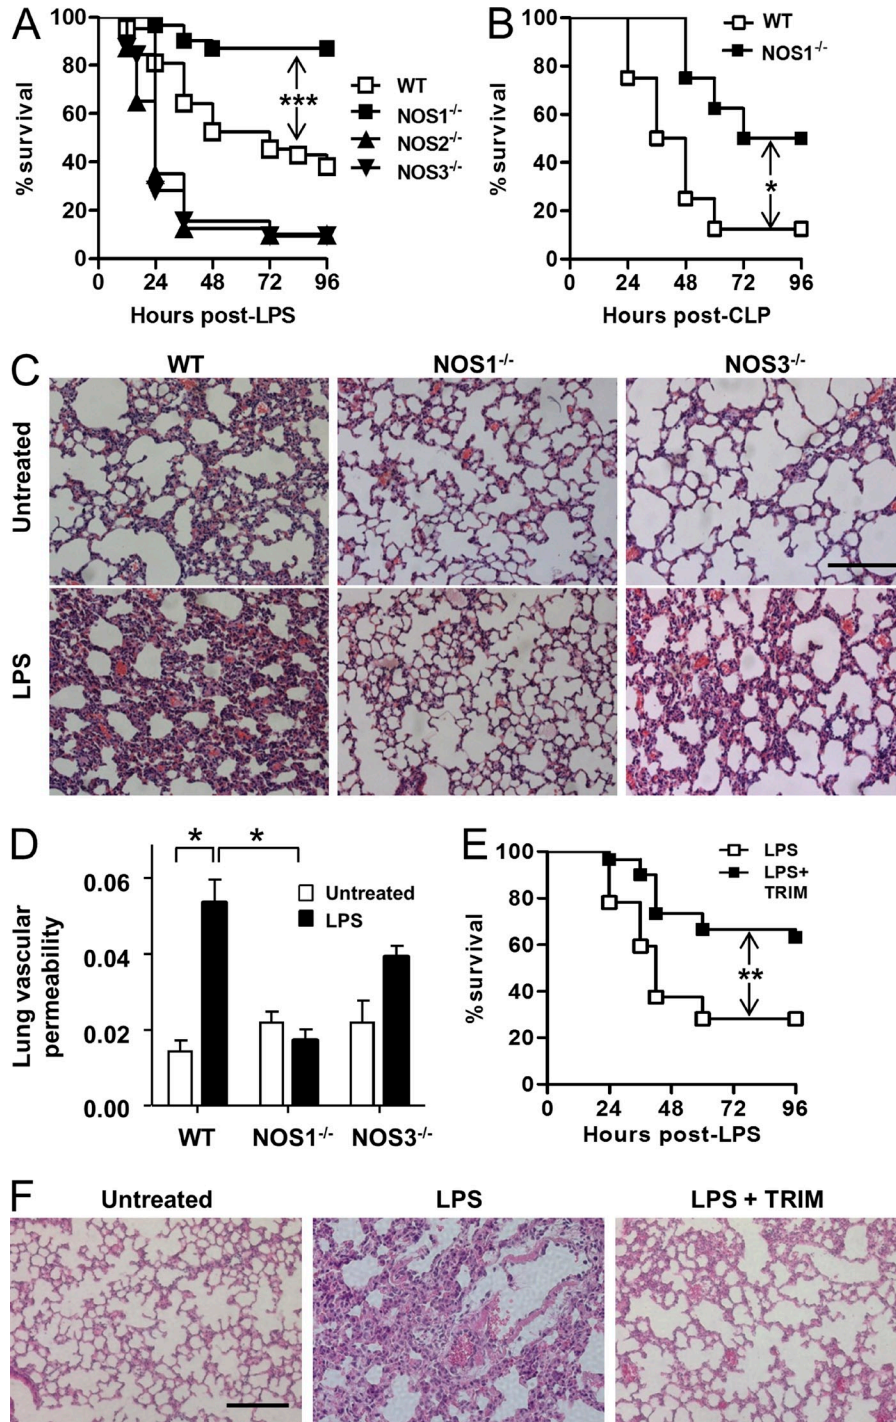 A
100
80
60
40
20
0
% survival
0 24 48 72 96
Hours post-LPS
***
WT
NOS1-/-
NOS2-/-
NOS3-/-
B
100
80
60
40
20
0
% survival
0 24 48 72 96
Hours post-CLP
*
WT
NOS1-/-
C
WT NOS1-/- NOS3-/-
Untreated
LPS
D
* *
0.06
0.04
0.02
0.00
Lung vascular
permeability
Untreated
LPS
WT NOS1-/- NOS3-/-
E
100
80
60
40
20
0
% survival
0 24 48 72 96
Hours post-LPS
**
LPS
LPS+
TRIM
F
Untreated LPS LPS + TRIM